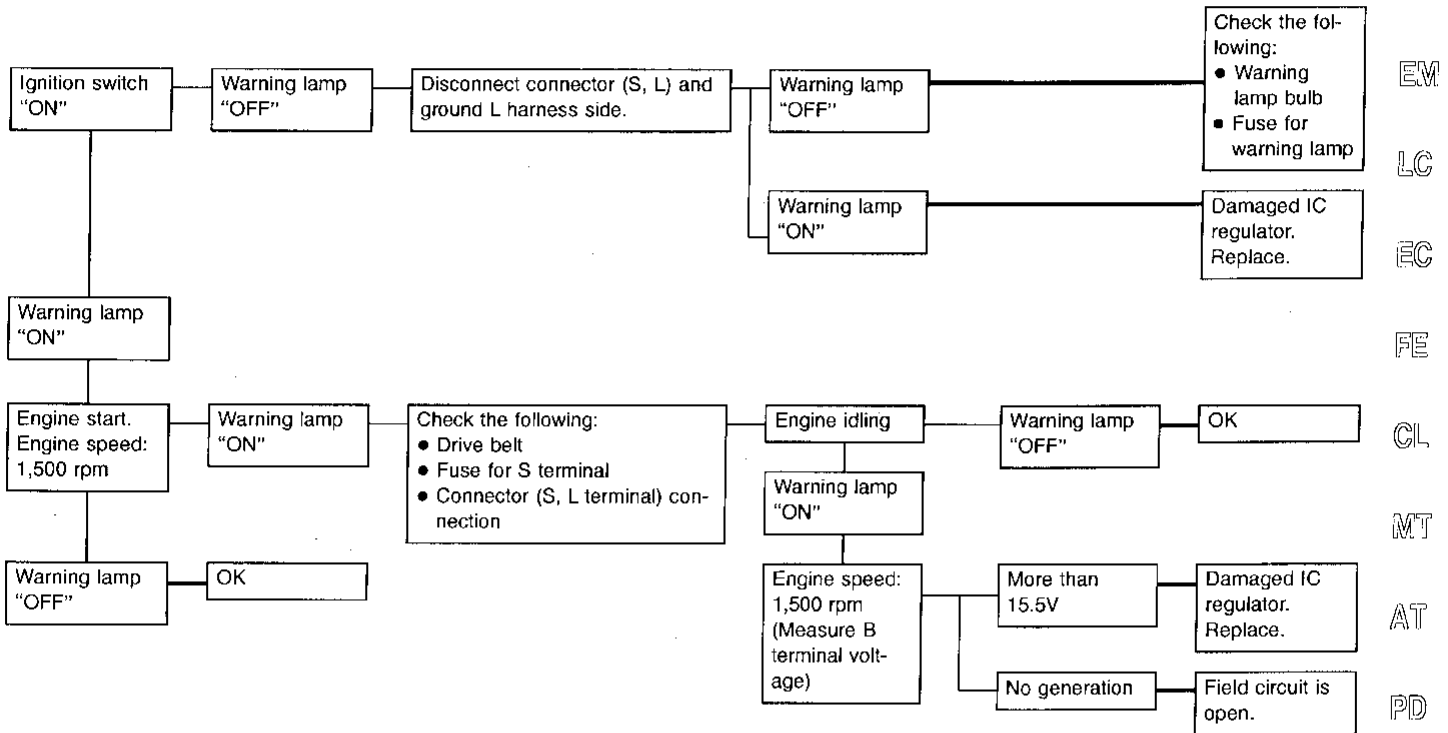 Ignition switch
"ON"
Warning lamp
"OFF"
Disconnect connector (S, L) and
ground L harness side.
Warning lamp
"OFF"
Check the fol-
lowing:
● Warning
lamp bulb
■ Fuse for
warning lamp
EM
LC
Warning lamp
"ON"
Damaged IC
regulator.
Replace.
EC
Warning lamp
"ON"
FE
Engine start.
Engine speed:
1,500 rpm
Warning lamp
"ON"
Check the following:
● Drive belt
● Fuse for S terminal
● Connector (S, L terminal) con-
nection
Engine idling
Warning lamp
"OFF"
OK
CL
Warning lamp
"ON"
MT
Warning lamp
"OFF"
OK
Engine speed:
1,500 rpm
(Measure B
terminal volt-
age)
More than
15.5V
Damaged IC
regulator.
Replace.
AT
No generation
Field circuit is
open.
PD